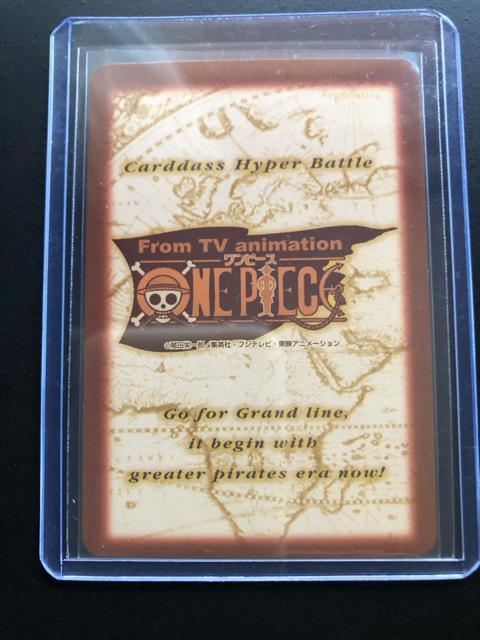 Carddass Hyper Battle
From TV animation
ワンピース
ONE PIECE
©尾田栄一郎／集英社・フジテレビ・東映アニメーション
Go for Grand line,
it begin with
greater pirates era now!